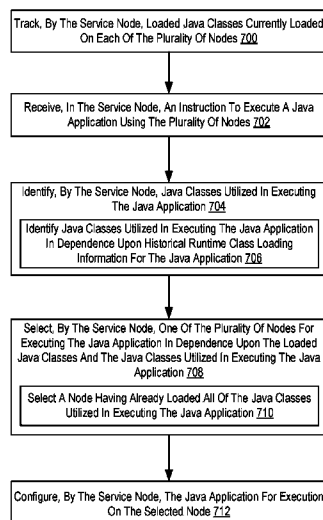 Track, By The Service Node, Loaded Java Classes Currently Loaded
On Each Of The Plurality Of Nodes 700
Receive, In The Service Node, An Instruction To Execute A Java
Application Using The Plurality Of Nodes 702
Identify, By The Service Node, Java Classes Utilized In Executing
The Java Application 704
Identify Java Classes Utilized In Executing The Java Application
In Dependence Upon Historical Runtime Class Loading
Information For The Java Application 706
Select, By The Service Node, One Of The Plurality Of Nodes For
Executing The Java Application In Dependence Upon The Loaded
Java Classes And The Java Classes Utilized In Executing The Java
Application 708
Select A Node Having Already Loaded All Of The Java Classes
Utilized In Executing The Java Application 710
Configure, By The Service Node, The Java Application For Execution
On The Selected Node 712